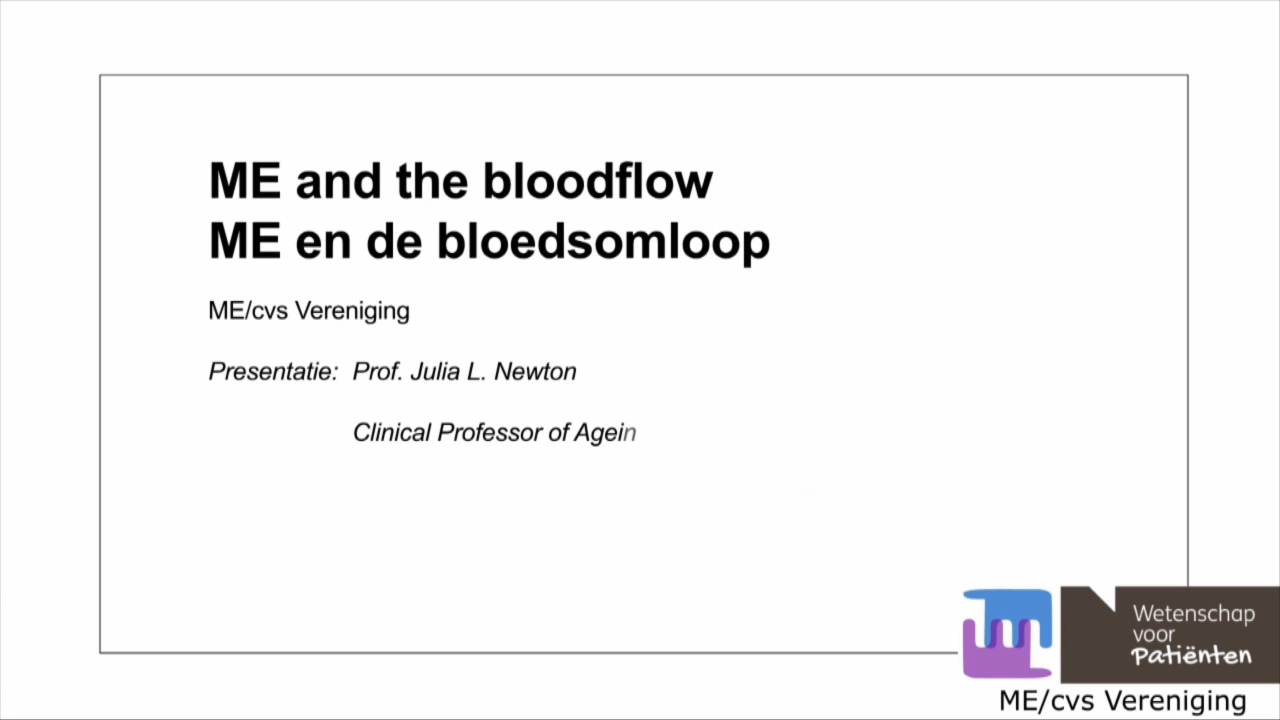 ME and the bloodflow
ME en de bloedsomloop
ME/cvs Vereniging
Presentatie: Prof. Julia L. Newton
Clinical Professor of Agein
Wetenschap
voor
Patiënten
ME/cvs Vereniging